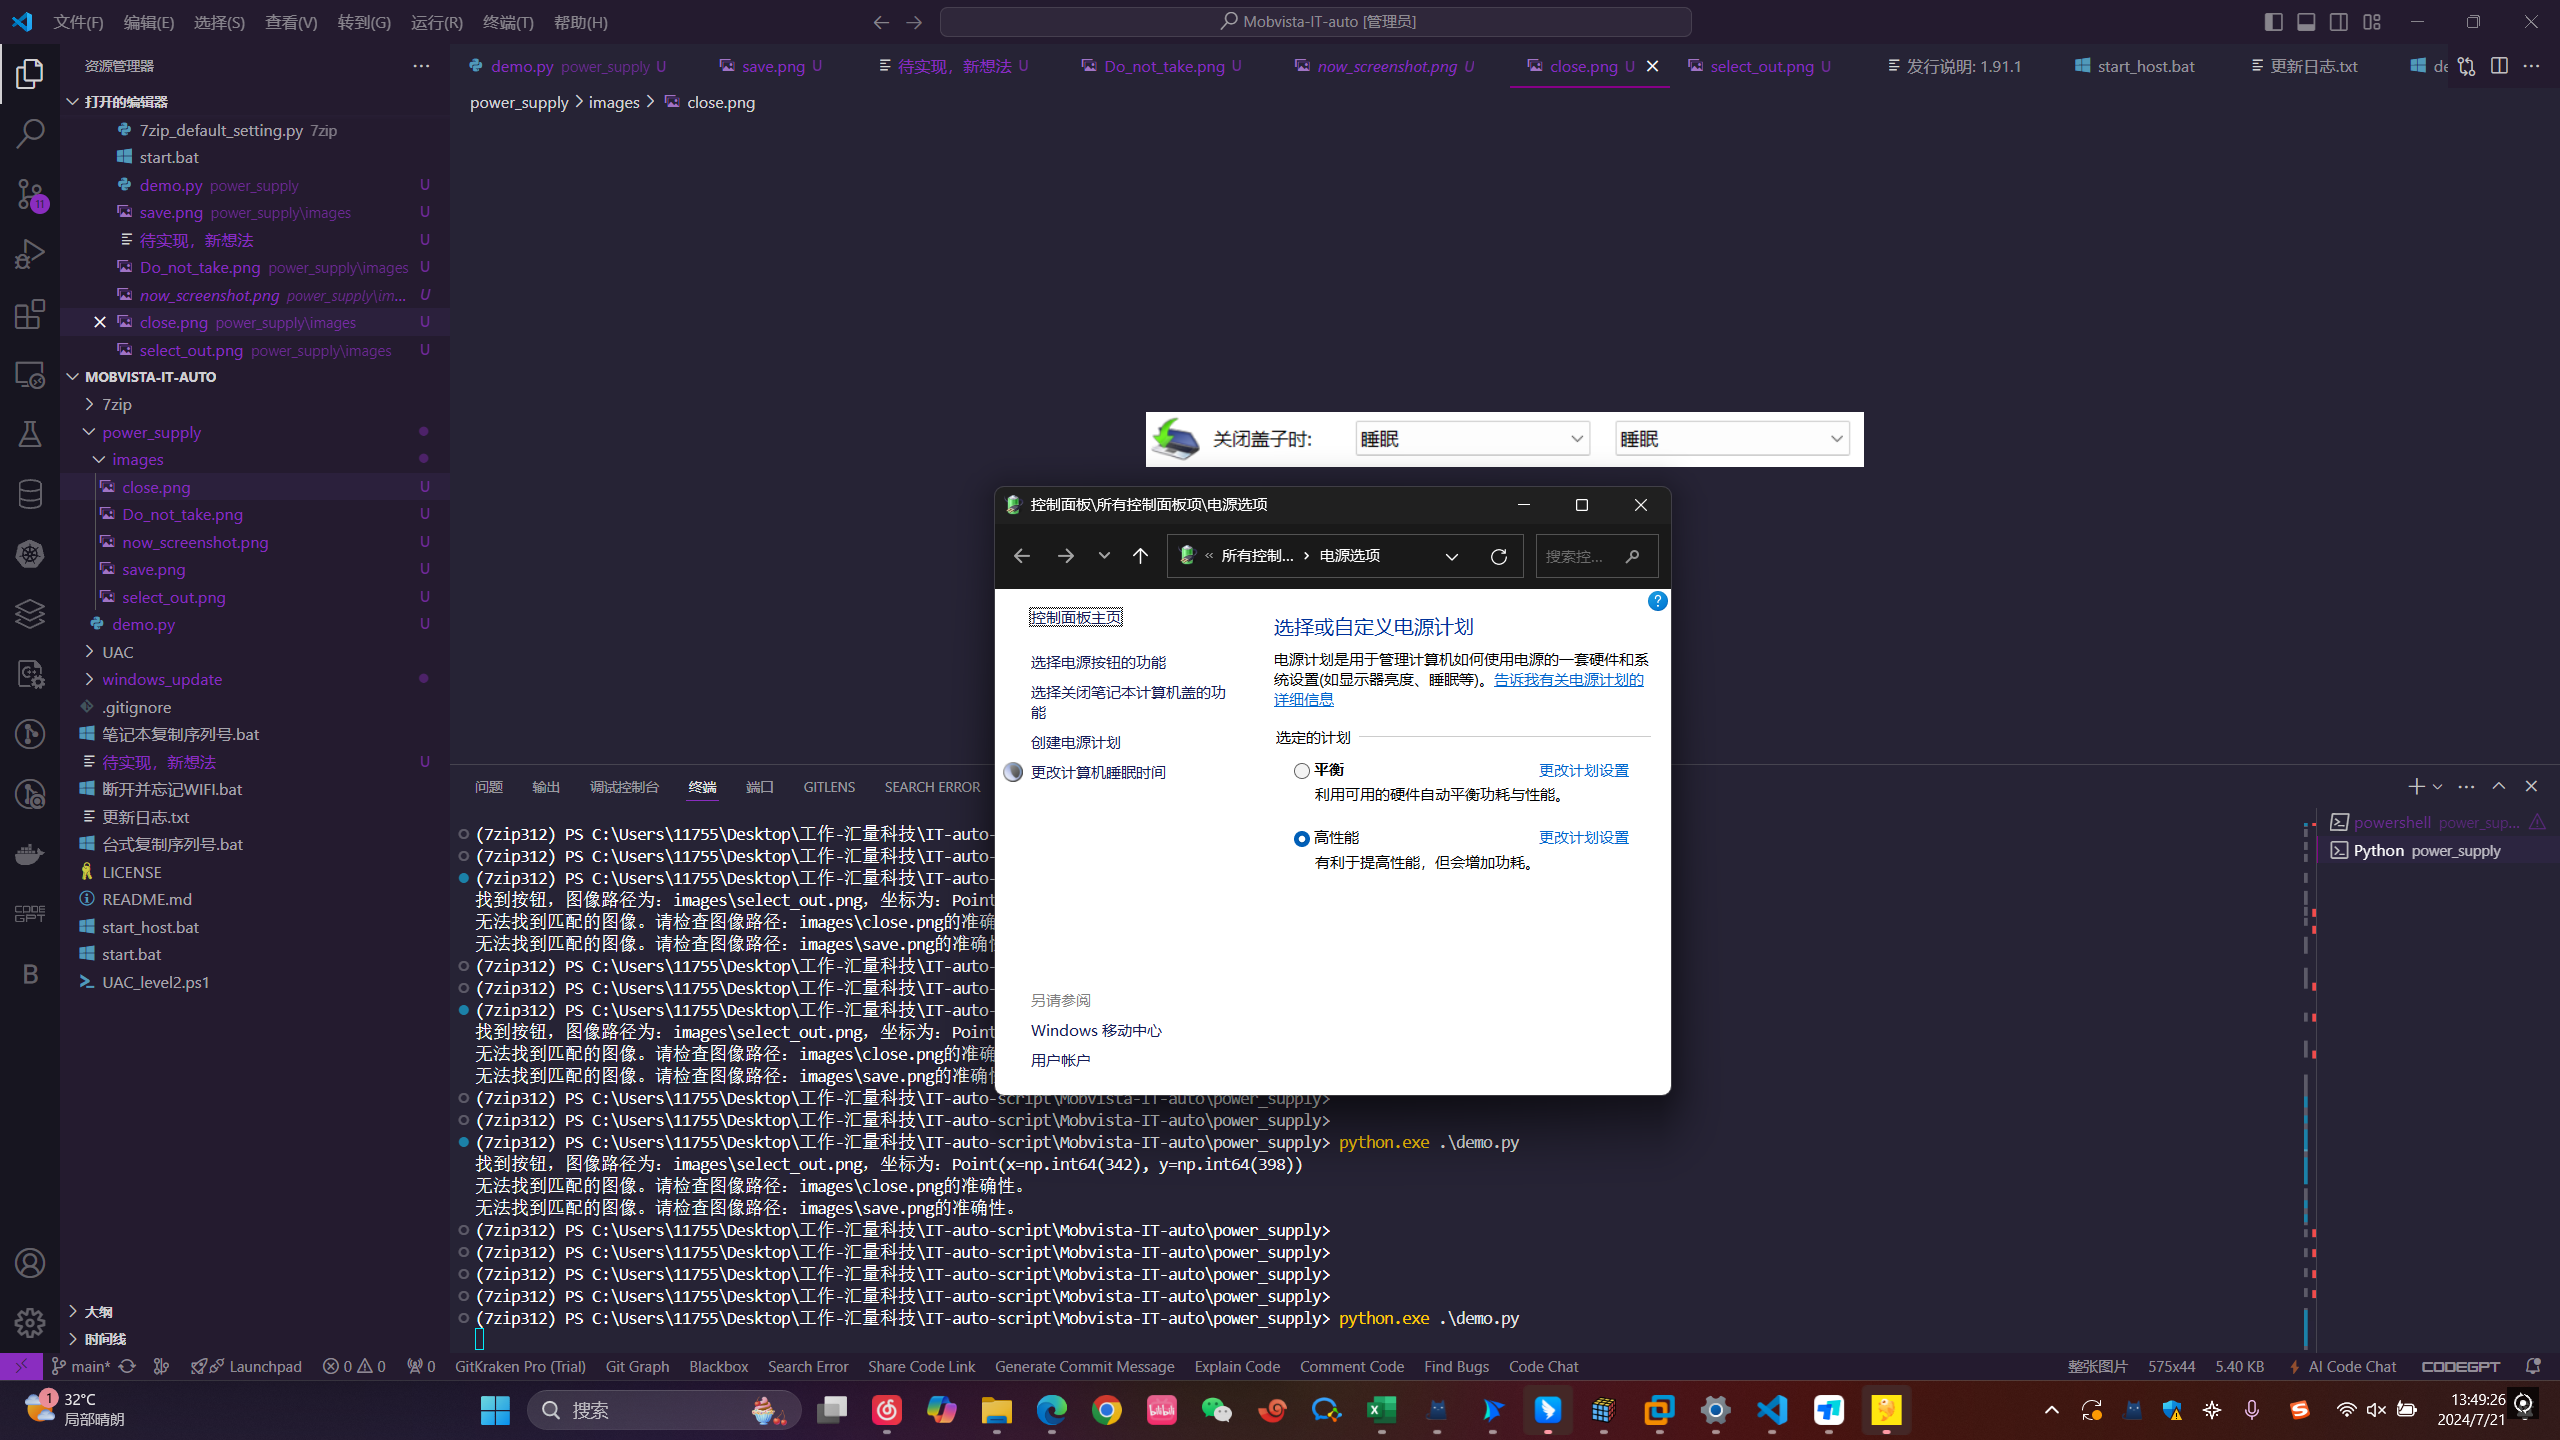 文件(F) 编辑(E) 选择(S) 查看(V) 转到(G) 运行(R) 终端(T) 帮助(H)
Mobvista-IT-auto [管理员]
资源管理器
打开的编辑器
7zip_default_setting.py 7zip
start.bat
demo.py power_supply U
save.png power_supply\images U
待实现，新想法 U
Do_not_take.png power_supply\images U
now_screenshot.png power_supply\im... U
close.png power_supply\images U
select_out.png power_supply\images U
MOBVISTA-IT-AUTO
7zip
power_supply
images
close.png U
Do_not_take.png U
now_screenshot.png U
save.png U
select_out.png U
demo.py U
UAC
windows_update
.gitignore
笔记本复制序列号.bat
待实现，新想法 U
断开并忘记WIFI.bat
更新日志.txt
台式复制序列号.bat
LICENSE
README.md
start_host.bat
start.bat
UAC_level2.ps1
大纲
时间线
11
CODE
GPT
B
demo.py power_supply U
save.png U
待实现，新想法 U
Do_not_take.png U
now_screenshot.png U
close.png U
select_out.png U
发行说明: 1.91.1
start_host.bat
更新日志.txt
de
power_supply > images > close.png
关闭盖子时: 睡眠 睡眠
控制面板\所有控制面板项\电源选项
« 所有控制... › 电源选项
搜索控...
控制面板主页
选择电源按钮的功能
选择关闭笔记本计算机盖的功
能
创建电源计划
更改计算机睡眠时间
另请参阅
Windows 移动中心
用户帐户
?
选择或自定义电源计划
电源计划是用于管理计算机如何使用电源的一套硬件和系
统设置(如显示器亮度、睡眠等)。告诉我有关电源计划的
详细信息
选定的计划
平衡 更改计划设置
利用可用的硬件自动平衡功耗与性能。
高性能 更改计划设置
有利于提高性能，但会增加功耗。
问题 输出 调试控制台 终端 端口 GITLENS SEARCH ERROR
(7zip312) PS C:\Users\11755\Desktop\工作-汇量科技\IT-auto-
(7zip312) PS C:\Users\11755\Desktop\工作-汇量科技\IT-auto-
(7zip312) PS C:\Users\11755\Desktop\工作-汇量科技\IT-auto-
找到按钮，图像路径为：images\select_out.png，坐标为：Point
无法找到匹配的图像。请检查图像路径：images\close.png的准确
无法找到匹配的图像。请检查图像路径：images\save.png的准确
(7zip312) PS C:\Users\11755\Desktop\工作-汇量科技\IT-auto-
(7zip312) PS C:\Users\11755\Desktop\工作-汇量科技\IT-auto-
(7zip312) PS C:\Users\11755\Desktop\工作-汇量科技\IT-auto-
找到按钮，图像路径为：images\select_out.png，坐标为：Point
无法找到匹配的图像。请检查图像路径：images\close.png的准确
无法找到匹配的图像。请检查图像路径：images\save.png的准确
(7zip312) PS C:\Users\11755\Desktop\工作-汇量科技\IT-auto-script\Mobvista-IT-auto\power_supply>
(7zip312) PS C:\Users\11755\Desktop\工作-汇量科技\IT-auto-script\Mobvista-IT-auto\power_supply>
(7zip312) PS C:\Users\11755\Desktop\工作-汇量科技\IT-auto-script\Mobvista-IT-auto\power_supply> python.exe .\demo.py
找到按钮，图像路径为：images\select_out.png，坐标为：Point(x=np.int64(342), y=np.int64(398))
无法找到匹配的图像。请检查图像路径：images\close.png的准确性。
无法找到匹配的图像。请检查图像路径：images\save.png的准确性。
(7zip312) PS C:\Users\11755\Desktop\工作-汇量科技\IT-auto-script\Mobvista-IT-auto\power_supply>
(7zip312) PS C:\Users\11755\Desktop\工作-汇量科技\IT-auto-script\Mobvista-IT-auto\power_supply>
(7zip312) PS C:\Users\11755\Desktop\工作-汇量科技\IT-auto-script\Mobvista-IT-auto\power_supply>
(7zip312) PS C:\Users\11755\Desktop\工作-汇量科技\IT-auto-script\Mobvista-IT-auto\power_supply>
(7zip312) PS C:\Users\11755\Desktop\工作-汇量科技\IT-auto-script\Mobvista-IT-auto\power_supply> python.exe .\demo.py
powershell power_sup...
Python power_supply
main* Launchpad 0 0 0 GitKraken Pro (Trial) Git Graph Blackbox Search Error Share Code Link Generate Commit Message Explain Code Comment Code Find Bugs Code Chat 整张图片 575x44 5.40 KB AI Code Chat CODEGPT
1
32°C
局部晴朗
搜索
bilibili
13:49:26
2024/7/21